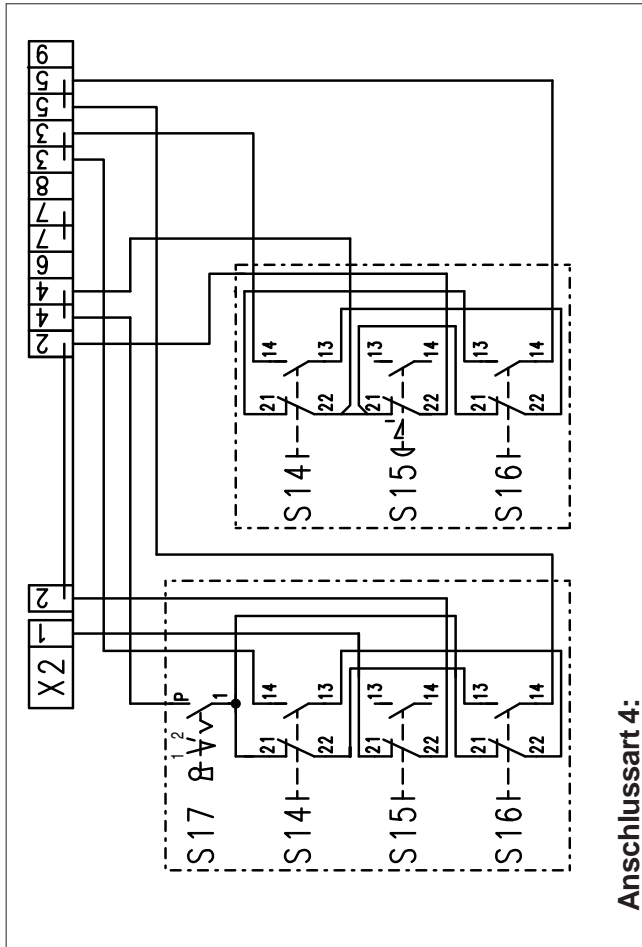 X2 1 2 2 4 4 6 7 7 8 3 3 5 5 9
1 2 P
S17 1
21 14 21 14
S14 S14
22 13 22 13
21 13 21 13
S15 S15
22 14 22 14
21 13 21 13
S16 S16
22 14 22 14
Anschlussart 4: